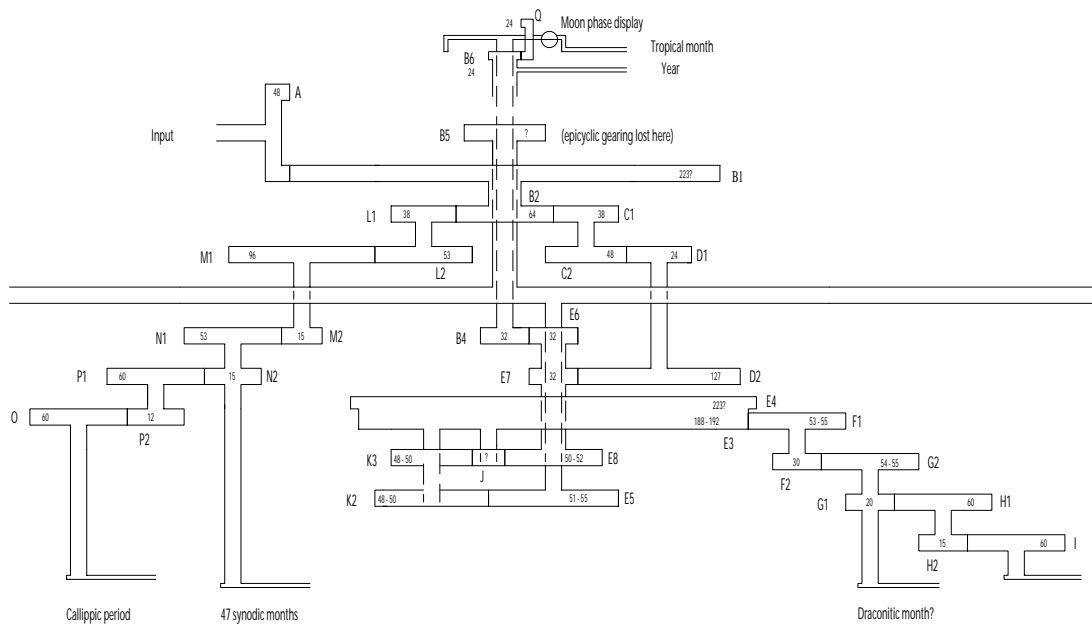 Q
24
Moon phase display
Tropical month
B6
Year
24
48 A
Input
B5 ? (epicyclic gearing lost here)
223? B1
B2
L1 38 64 38 C1
M1 96 53 48 24 D1
L2 C2
E6
N1 53 15 M2 B4 32 32
P1 60 15 N2 E7 32 127 D2
223? E4
O 60 12 188 - 192 E3 53 - 55 F1
P2
K3 48 - 50 ? 50 - 52 E8 30 54 - 55 G2
J F2
K2 48 - 50 51 - 55 G1 20 60 H1
15 60 I
H2
Callippic period 47 synodic months Draconitic month?